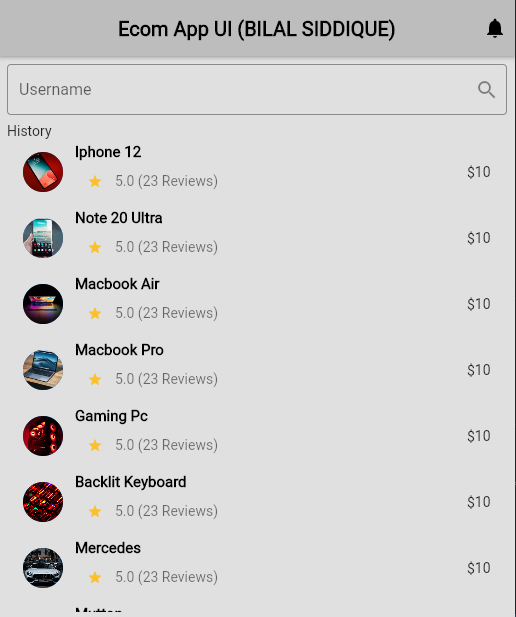 Ecom App UI (BILAL SIDDIQUE)
Username
History
Iphone 12
5.0 (23 Reviews)
$10
Note 20 Ultra
5.0 (23 Reviews)
$10
Macbook Air
5.0 (23 Reviews)
$10
Macbook Pro
5.0 (23 Reviews)
$10
Gaming Pc
5.0 (23 Reviews)
$10
Backlit Keyboard
5.0 (23 Reviews)
$10
Mercedes
5.0 (23 Reviews)
$10